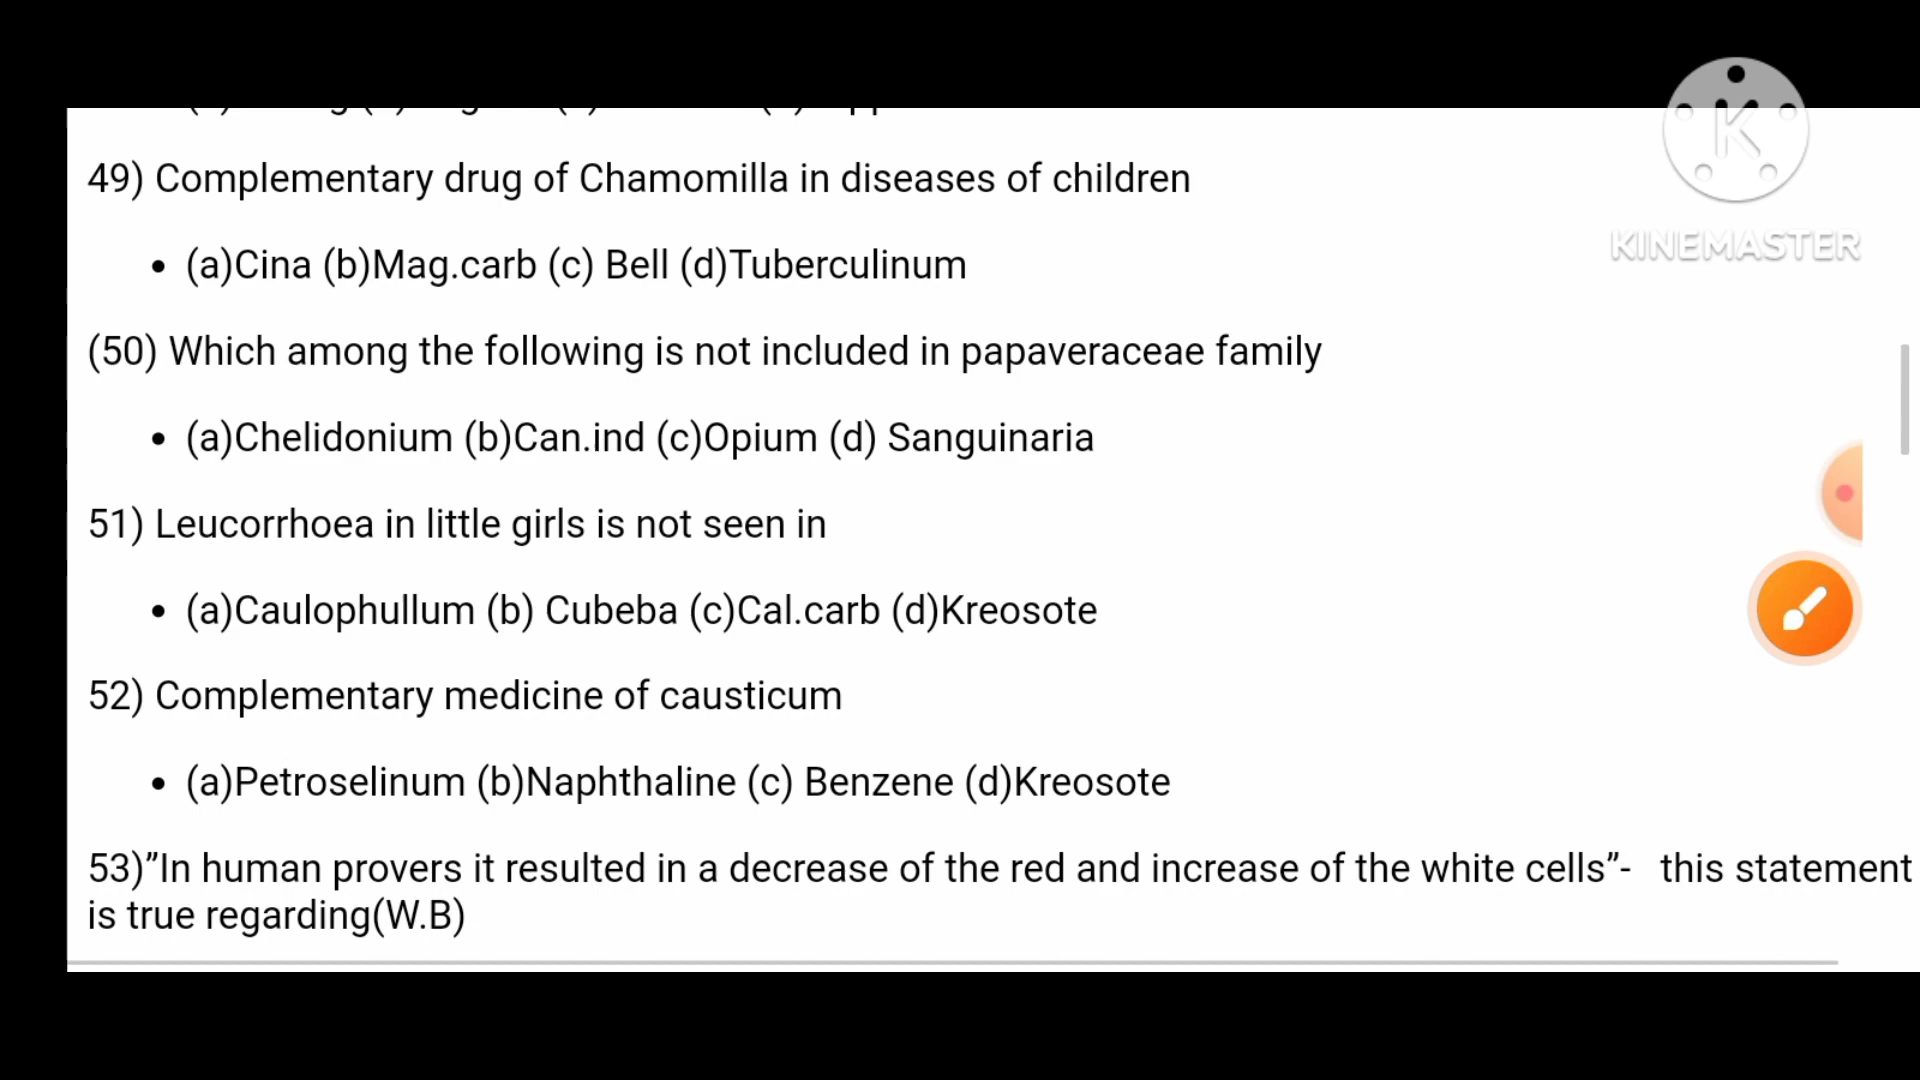 49) Complementary drug of Chamomilla in diseases of children
• (a)Cina (b)Mag.carb (c) Bell (d)Tuberculinum
(50) Which among the following is not included in papaveraceae family
• (a)Chelidonium (b)Can.ind (c)Opium (d) Sanguinaria
51) Leucorrhoea in little girls is not seen in
• (a)Caulophullum (b) Cubeba (c)Cal.carb (d)Kreosote
52) Complementary medicine of causticum
• (a)Petroselinum (b)Naphthaline (c) Benzene (d)Kreosote
53)”In human provers it resulted in a decrease of the red and increase of the white cells”- this statement
is true regarding(W.B)
K
KINEMASTER